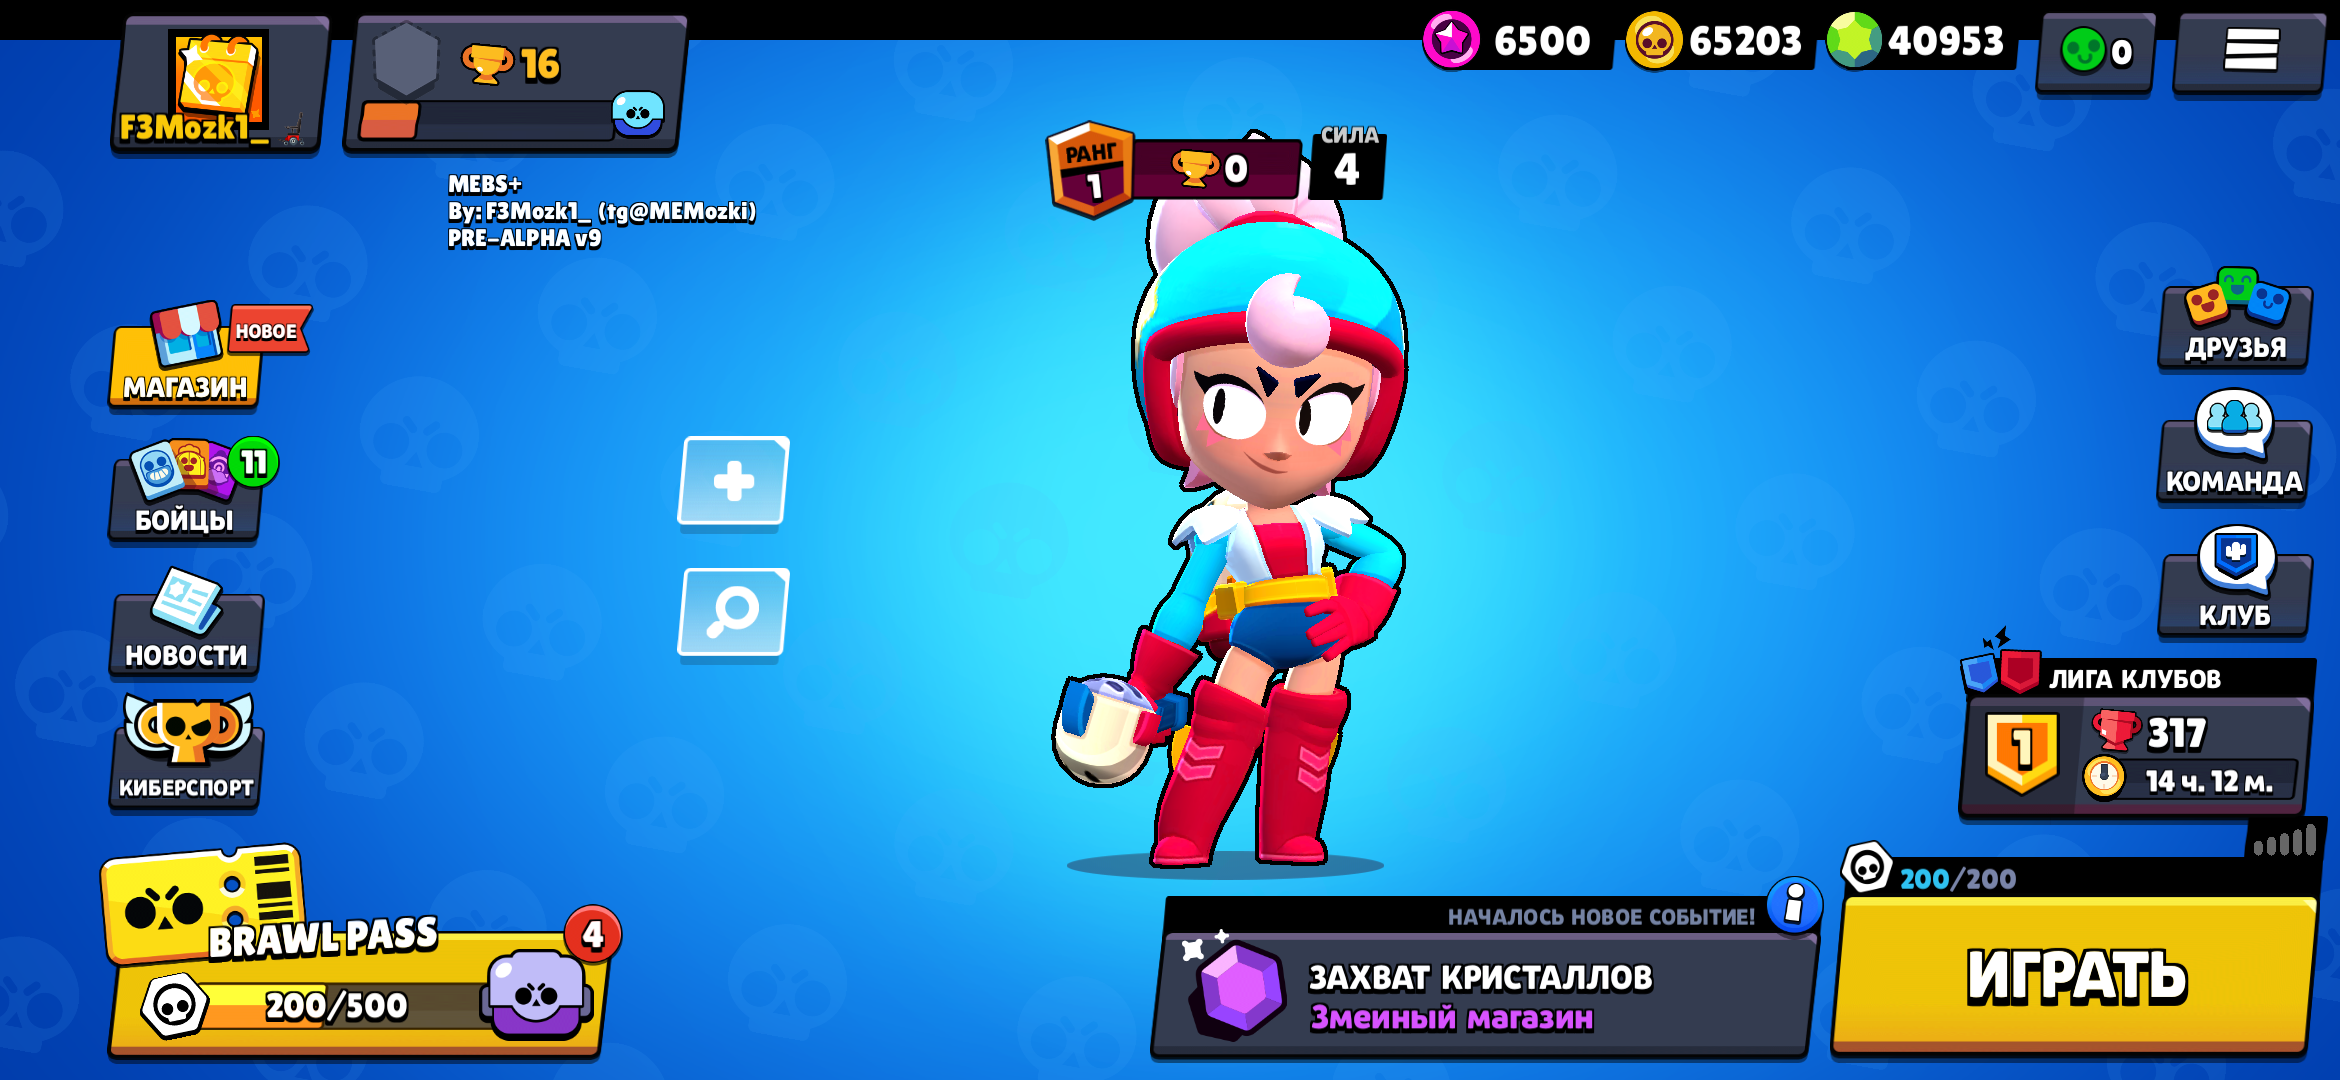 F3Mozk1_
16
6500
65203
40953
0
MEBS+
By: F3Mozk1_ (tg@MEMozki)
PRE-ALPHA v9
РАНГ
1
0
СИЛА
4
НОВОЕ
МАГАЗИН
11
БОЙЦЫ
НОВОСТИ
КИБЕРСПОРТ
BRAWL PASS
4
200/500
ДРУЗЬЯ
КОМАНДА
КЛУБ
ЛИГА КЛУБОВ
1
317
14 ч. 12 м.
НАЧАЛОСЬ НОВОЕ СОБЫТИЕ!
ЗАХВАТ КРИСТАЛЛОВ
Змеиный магазин
200/200
ИГРАТЬ